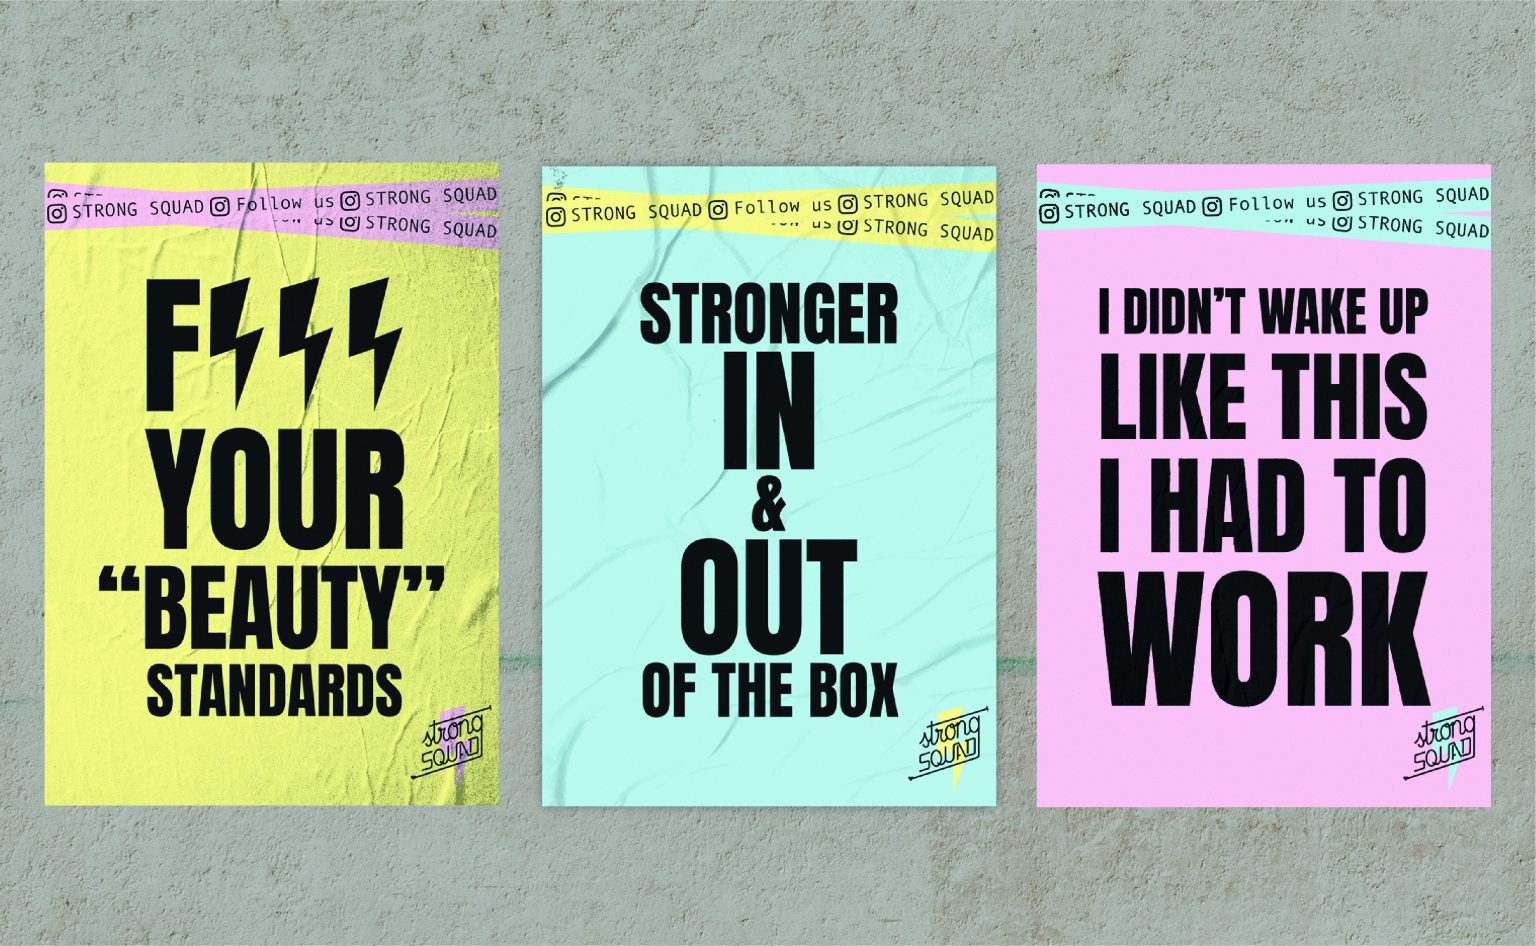 STRONG SQUAD Follow us STRONG SQUAD
us STRONG SQUAD
F
YOUR
“BEAUTY”
STANDARDS
strong
SQUAD
STRONG SQUAD Follow us STRONG SQUAD
us STRONG SQUAD
STRONGER
IN
&
OUT
OF THE BOX
strong
SQUAD
STRONG SQUAD Follow us STRONG SQUAD
us STRONG SQUAD
I DIDN’T WAKE UP
LIKE THIS
I HAD TO
WORK
strong
SQUAD